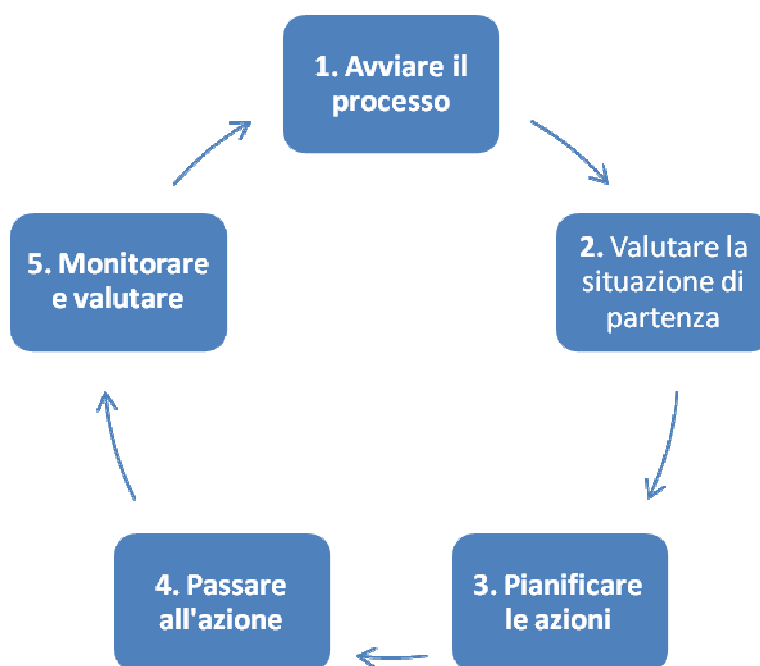 1. Avviare il
processo
2. Valutare la
situazione di
partenza
3. Pianificare
le azioni
4. Passare
all'azione
5. Monitorare
e valutare